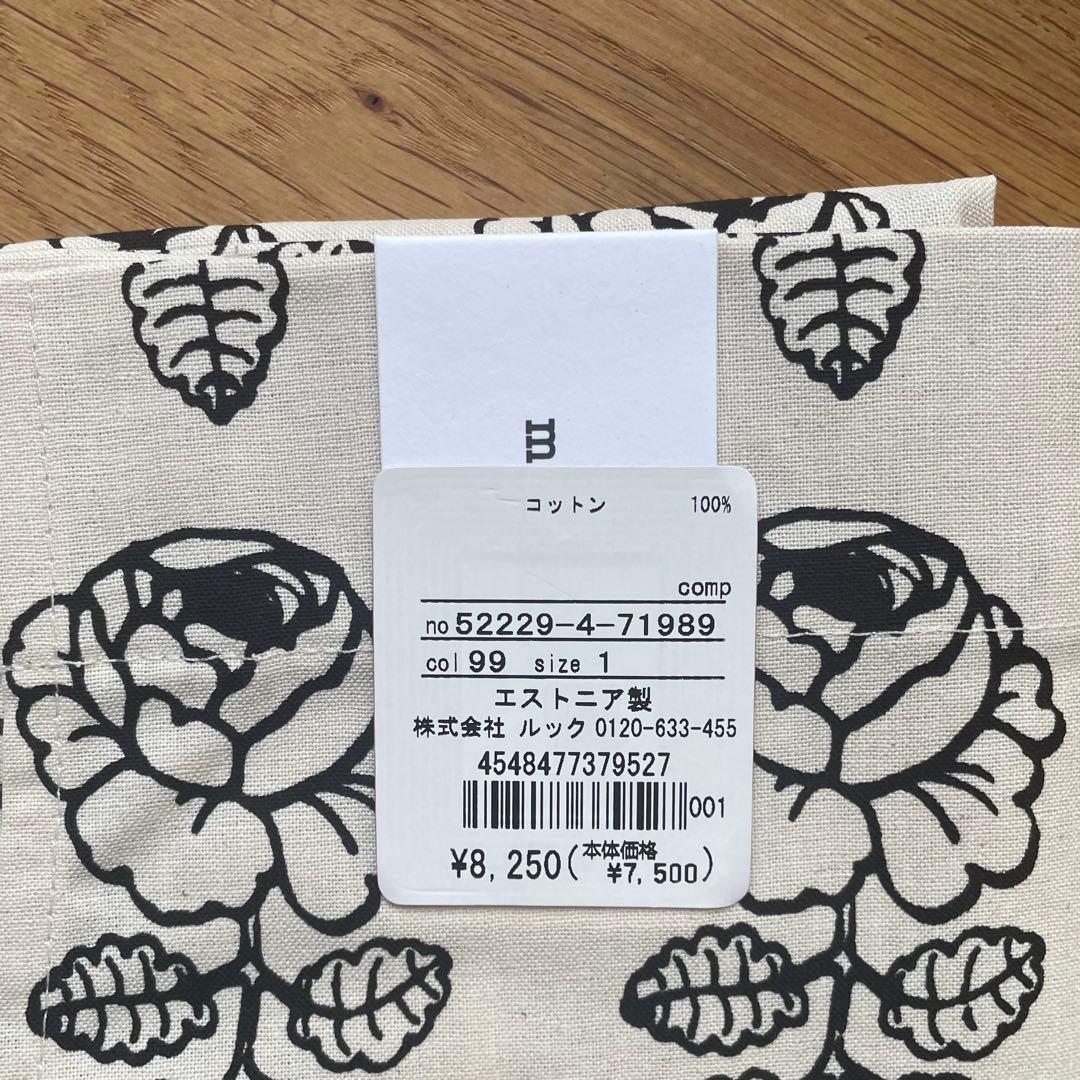 m
コットン 100%
comp
no 52229-4-71989
col 99 size 1
エストニア製
株式会社 ルック 0120-633-455
4548477379527
001
¥8,250(本体価格 ¥7,500)